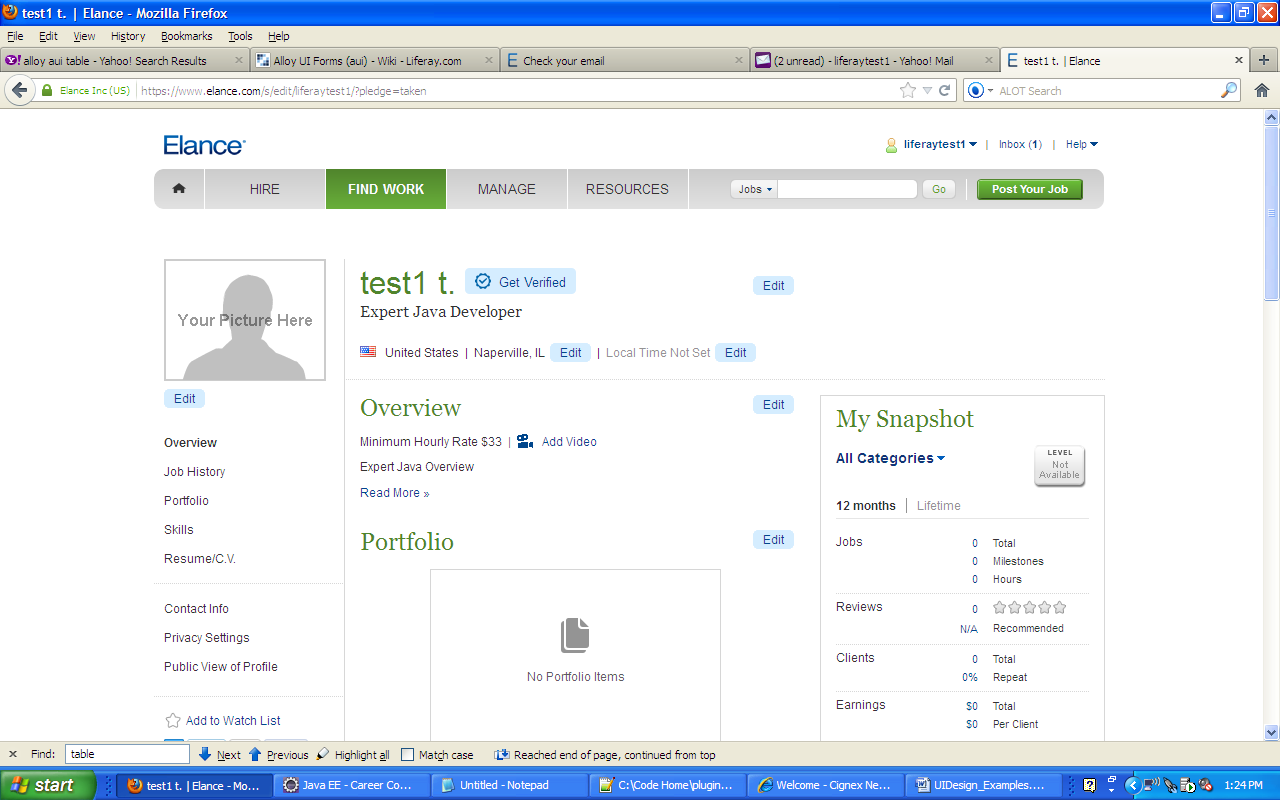 test1 t. | Elance - Mozilla Firefox
File Edit View History Bookmarks Tools Help
alloy aui table - Yahoo! Search Results
Alloy UI Forms (aui) - Wiki - Liferay.com
Check your email
(2 unread) - liferaytest1 - Yahoo! Mail
test1 t. | Elance
Elance Inc (US) https://www.elance.com/s/edit/liferaytest1/?pledge=taken
ALOT Search
Elance
liferaytest1 | Inbox (1) | Help
HIRE FIND WORK MANAGE RESOURCES Jobs Go Post Your Job
Your Picture Here
Edit
test1 t. Get Verified Edit
Expert Java Developer
United States | Naperville, IL Edit | Local Time Not Set Edit
Overview
Job History
Portfolio
Skills
Resume/C.V.
Contact Info
Privacy Settings
Public View of Profile
Add to Watch List
Overview Edit
Minimum Hourly Rate $33 | Add Video
Expert Java Overview
Read More »
Portfolio Edit
No Portfolio Items
My Snapshot
All Categories
LEVEL
Not
Available
12 months Lifetime
Jobs 0 Total
0 Milestones
0 Hours
Reviews 0
N/A Recommended
Clients 0 Total
0% Repeat
Earnings $0 Total
$0 Per Client
Find: table Next Previous Highlight all Match case Reached end of page, continued from top
start test1 t. | Elance - Mo... Java EE - Career Co... Untitled - Notepad C:\Code Home\plugin... Welcome - Cignex Ne... UIDesign_Examples.... 1:24 PM